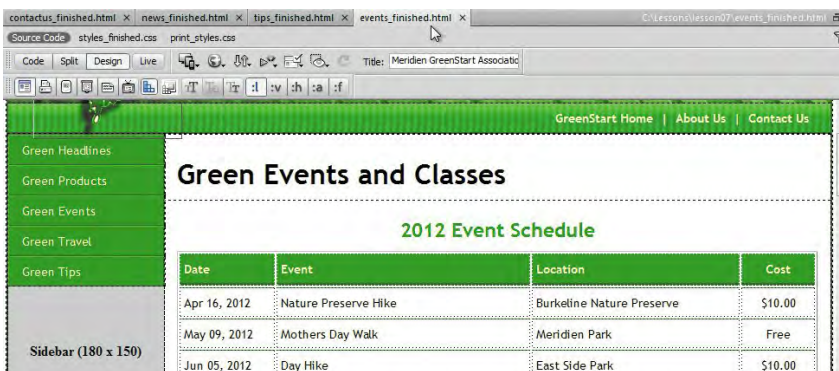 contactus_finished.html × news_finished.html × tips_finished.html × events_finished.html ×
C:\Lessons\lesson07\events_finished.html
Source Code styles_finished.css print_styles.css
Code Split Design Live Title: Meridien GreenStart Associatic
:l :v :h :a :f
GreenStart Home | About Us | Contact Us
Green Headlines
Green Products
Green Events
Green Travel
Green Tips
Sidebar (180 x 150)
Green Events and Classes
2012 Event Schedule
Date Event Location Cost
Apr 16, 2012 Nature Preserve Hike Burkeline Nature Preserve $10.00
May 09, 2012 Mothers Day Walk Meridien Park Free
Jun 05, 2012 Day Hike East Side Park $10.00